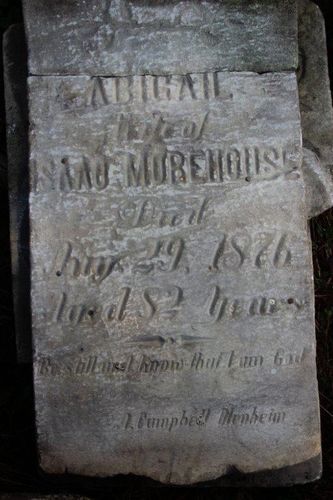 ABIGAIL
Wife of
ISAAC MOREHOUSE
Died
Aug. 29, 1876
Aged 82 Years
Be still and know that I am God
J. Campbell Blenheim